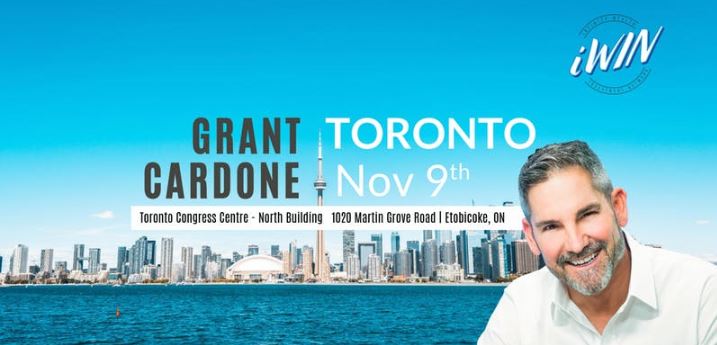 iWIN
GRANT TORONTO
CARDONE Nov 9th
Toronto Congress Centre - North Building 1020 Martin Grove Road | Etobicoke, ON